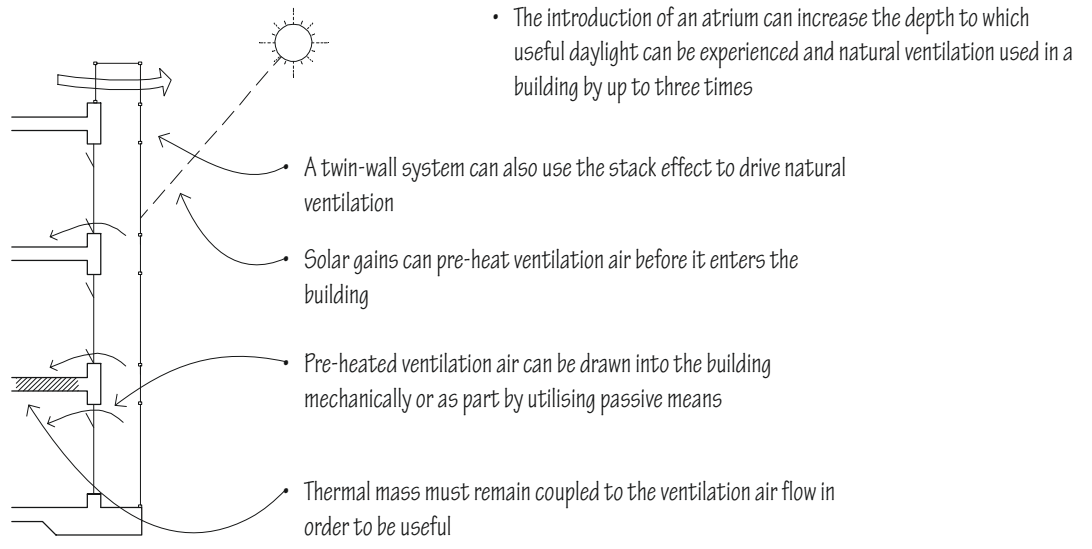 • The introduction of an atrium can increase the depth to which
useful daylight can be experienced and natural ventilation used in a
building by up to three times
• A twin-wall system can also use the stack effect to drive natural
ventilation
• Solar gains can pre-heat ventilation air before it enters the
building
• Pre-heated ventilation air can be drawn into the building
mechanically or as part by utilising passive means
• Thermal mass must remain coupled to the ventilation air flow in
order to be useful